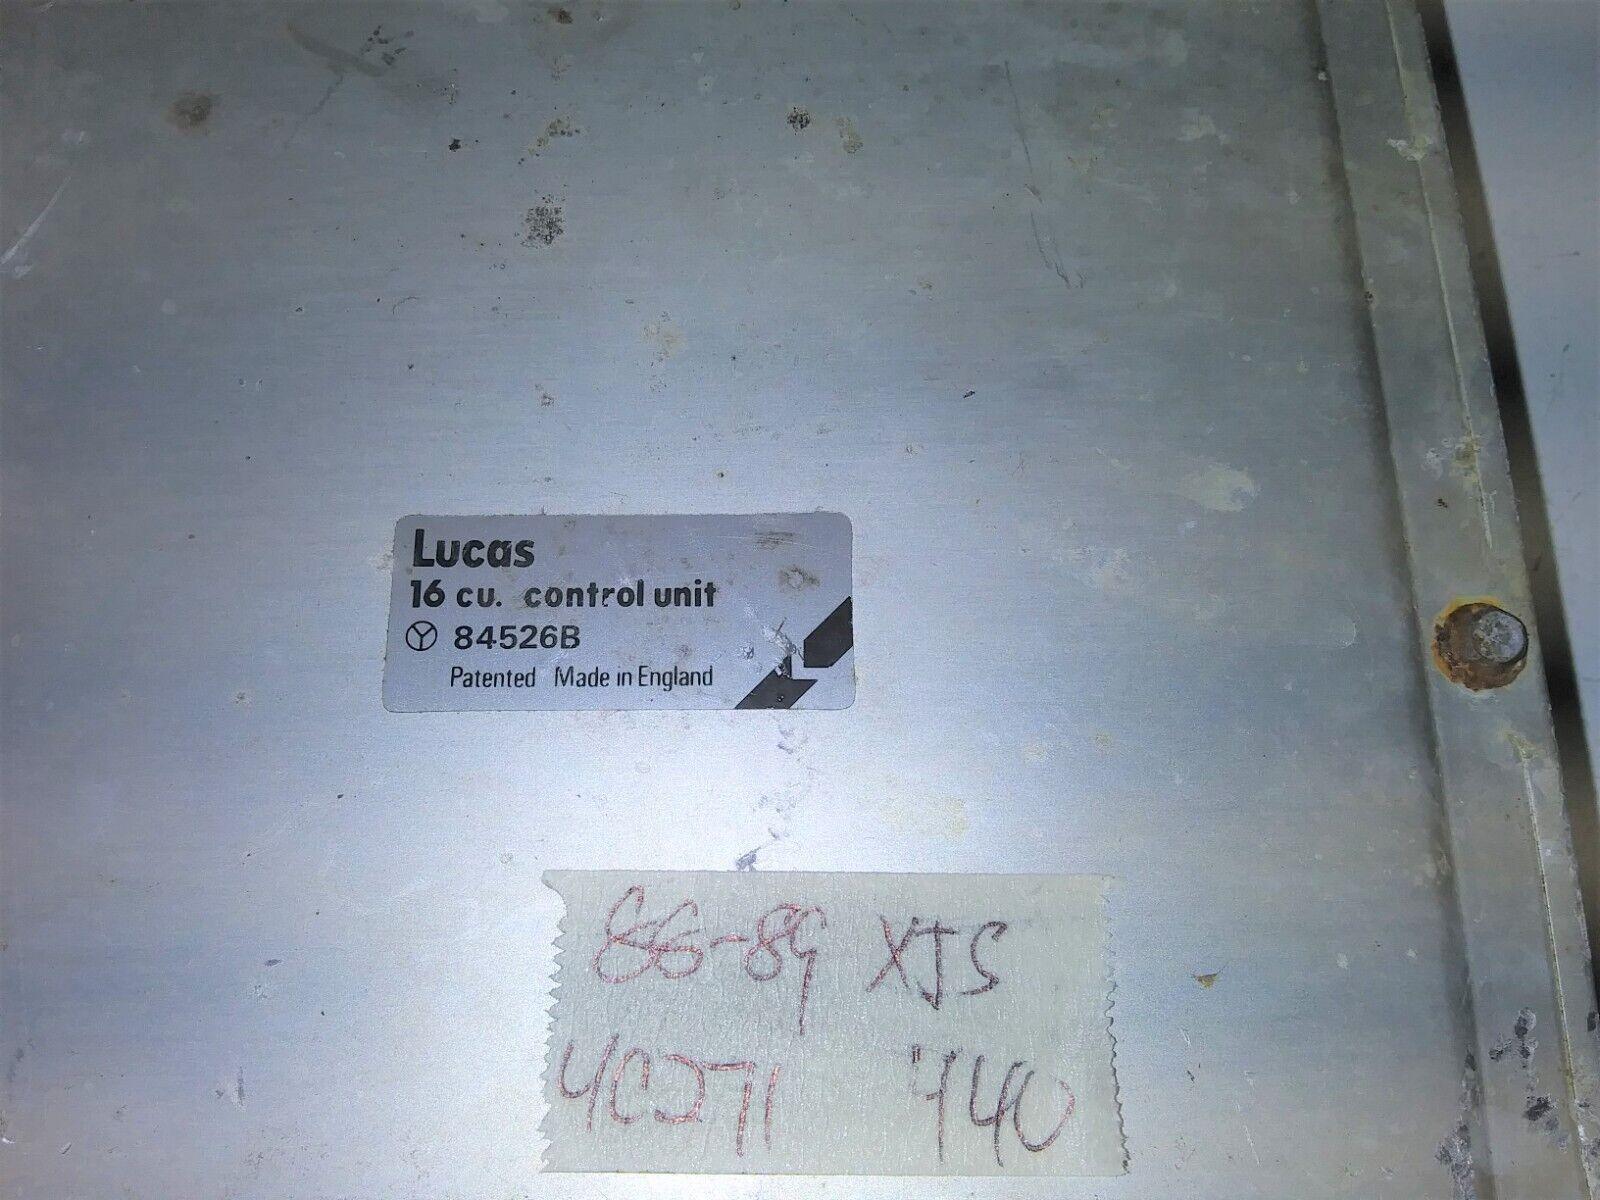 Lucas
16 cu. control unit
84526B
Patented Made in England
86-89 XJS
40271 440